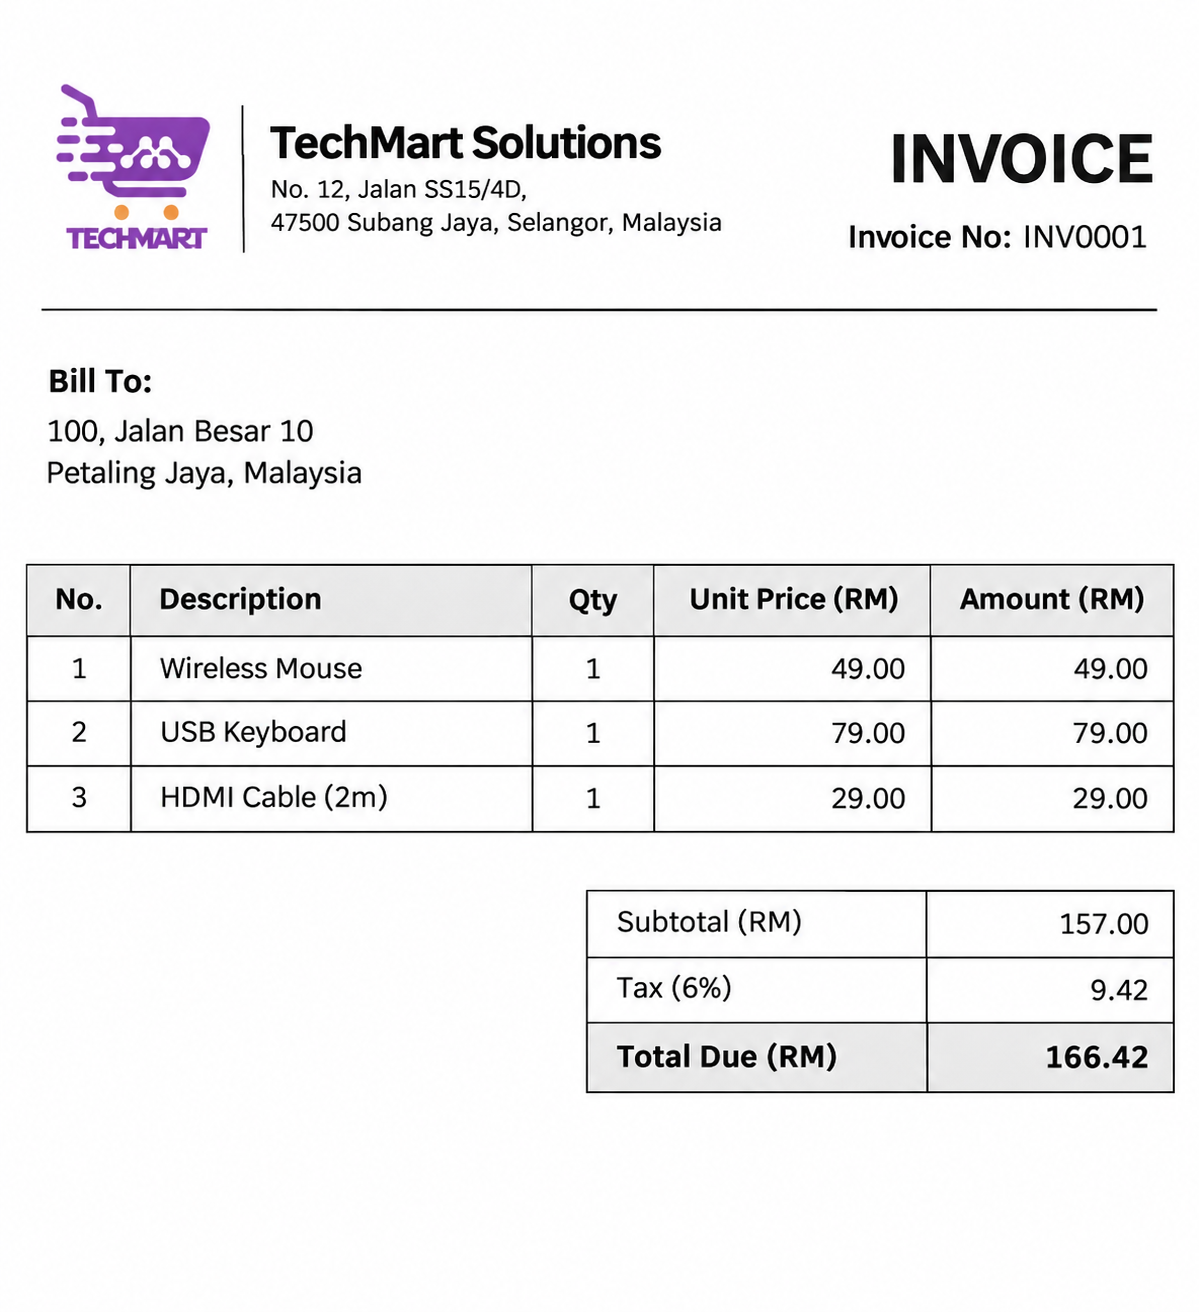 TECHMART
TechMart Solutions
No. 12, Jalan SS15/4D,
47500 Subang Jaya, Selangor, Malaysia
INVOICE
Invoice No: INV0001
Bill To:
100, Jalan Besar 10
Petaling Jaya, Malaysia
No. Description Qty Unit Price (RM) Amount (RM)
1 Wireless Mouse 1 49.00 49.00
2 USB Keyboard 1 79.00 79.00
3 HDMI Cable (2m) 1 29.00 29.00
Subtotal (RM) 157.00
Tax (6%) 9.42
Total Due (RM) 166.42